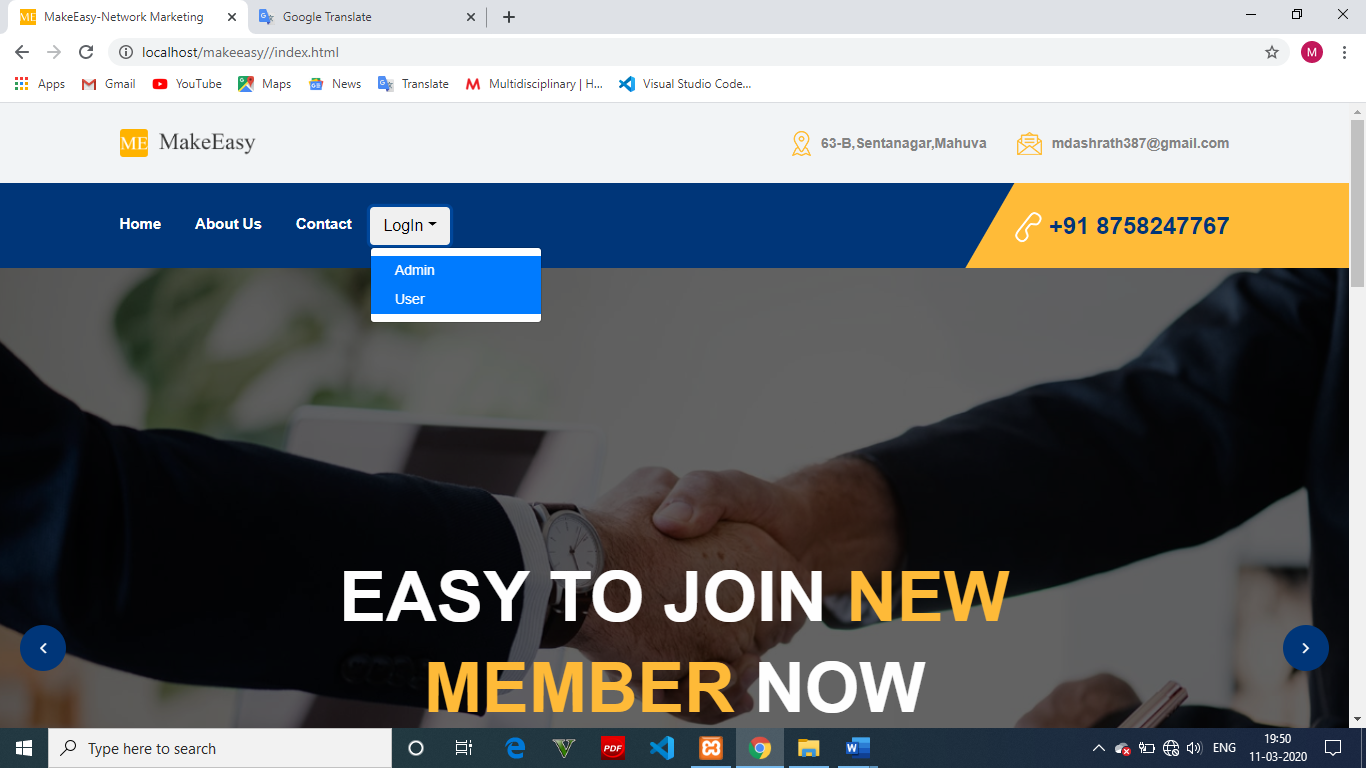 MakeEasy-Network Marketing
Google Translate
localhost/makeeasy//index.html
M
Apps
Gmail
YouTube
Maps
News
Translate
Multidisciplinary | H...
Visual Studio Code...
ME MakeEasy
63-B,Sentanagar,Mahuva
mdashrath387@gmail.com
Home
About Us
Contact
LogIn
+91 8758247767
Admin
User
EASY TO JOIN NEW
MEMBER NOW
Type here to search
PDF
ENG
19:50
11-03-2020